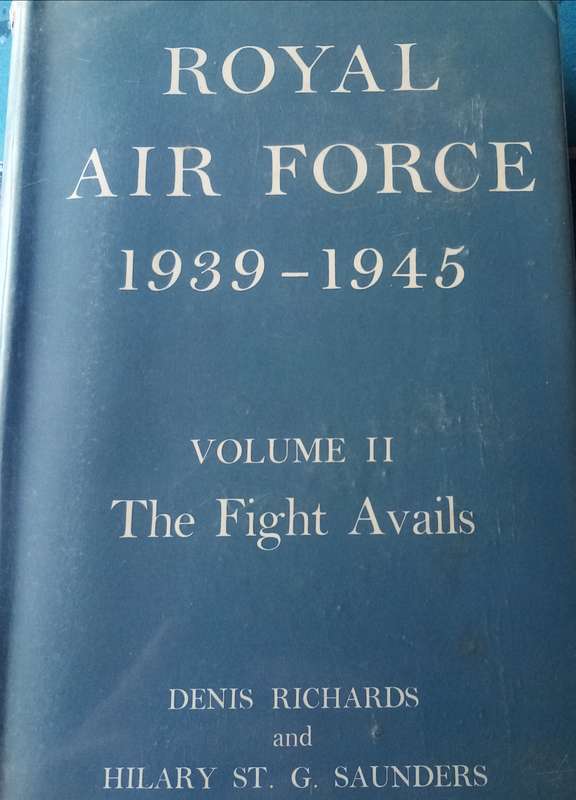 ROYAL
AIR FORCE
1939-1945
VOLUME II
The Fight Avails
DENIS RICHARDS
and
HILARY ST. G. SAUNDERS